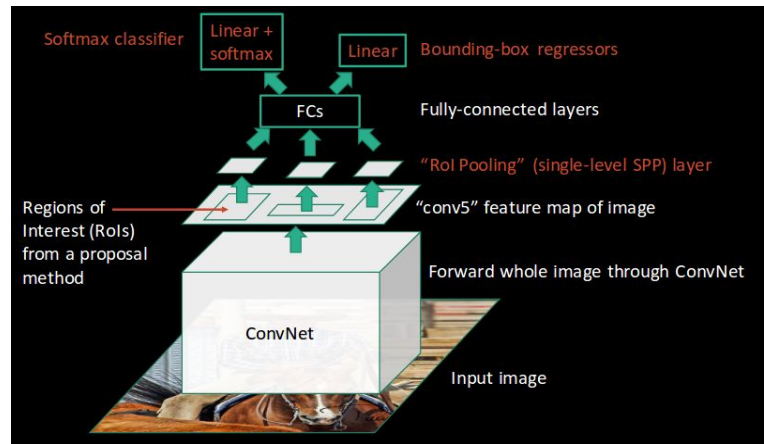 Softmax classifier
Linear +
softmax
Linear
Bounding-box regressors
FCs
Fully-connected layers
“RoI Pooling” (single-level SPP) layer
Regions of
Interest (RoIs)
from a proposal
method
“conv5” feature map of image
Forward whole image through ConvNet
ConvNet
Input image